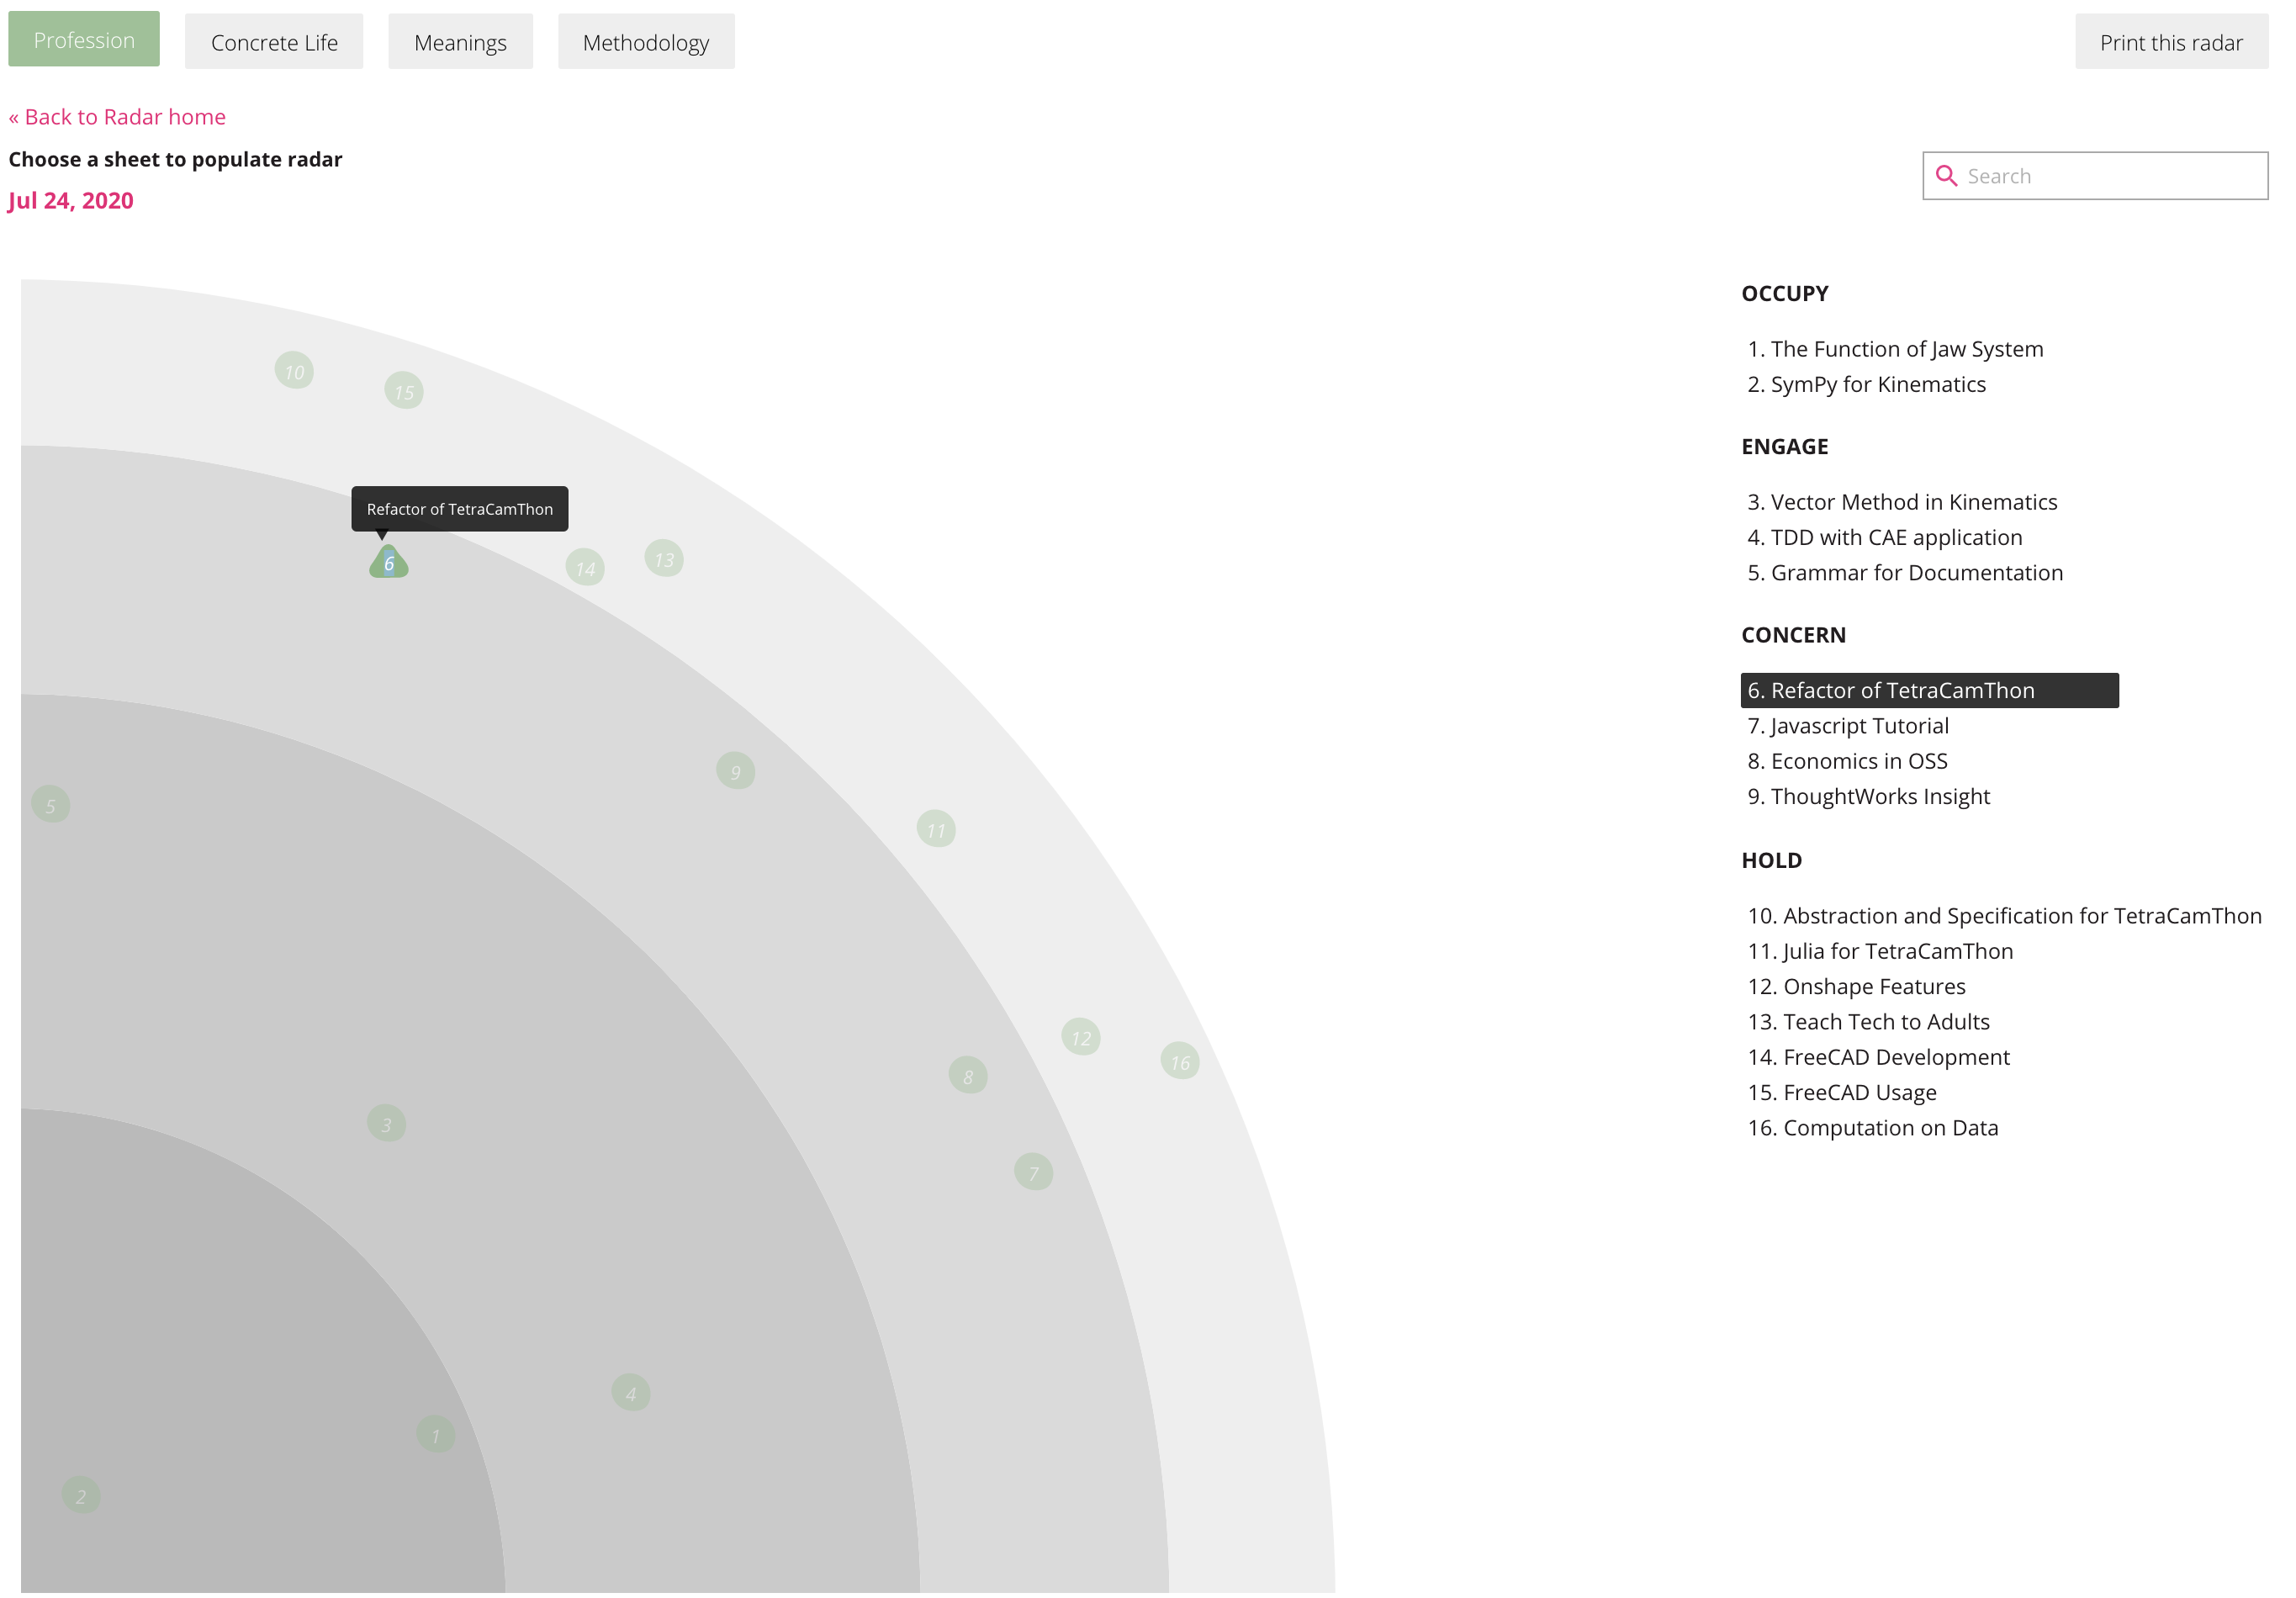 Profession
Concrete Life
Meanings
Methodology
Print this radar
« Back to Radar home
Choose a sheet to populate radar
Jul 24, 2020
Search
10
15
Refactor of TetraCamThon
6
14
13
9
5
11
12
16
8
3
7
4
1
2
OCCUPY
1. The Function of Jaw System
2. SymPy for Kinematics
ENGAGE
3. Vector Method in Kinematics
4. TDD with CAE application
5. Grammar for Documentation
CONCERN
6. Refactor of TetraCamThon
7. Javascript Tutorial
8. Economics in OSS
9. ThoughtWorks Insight
HOLD
10. Abstraction and Specification for TetraCamThon
11. Julia for TetraCamThon
12. Onshape Features
13. Teach Tech to Adults
14. FreeCAD Development
15. FreeCAD Usage
16. Computation on Data